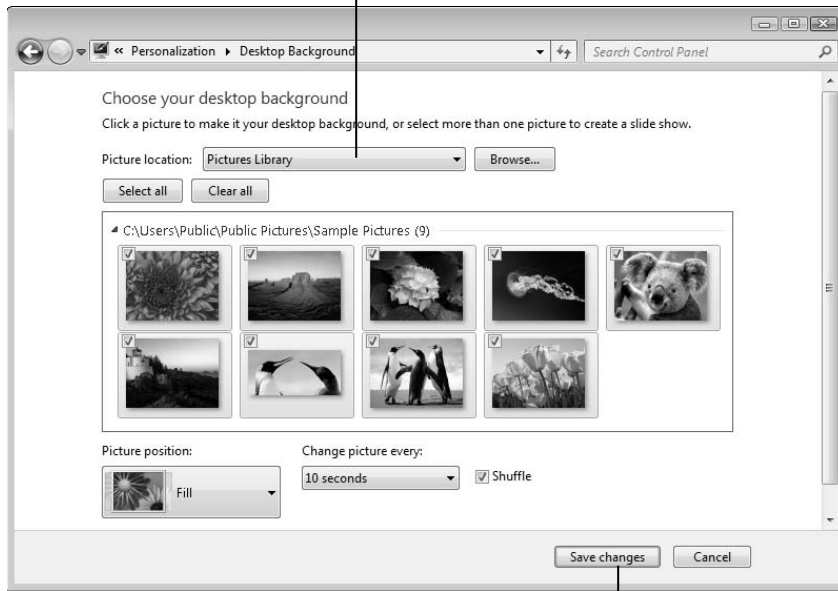 « Personalization ▸ Desktop Background
Search Control Panel
Choose your desktop background
Click a picture to make it your desktop background, or select more than one picture to create a slide show.
Picture location: Pictures Library Browse...
Select all Clear all
C:\Users\Public\Public Pictures\Sample Pictures (9)
Picture position: Change picture every:
Fill 10 seconds Shuffle
Save changes Cancel